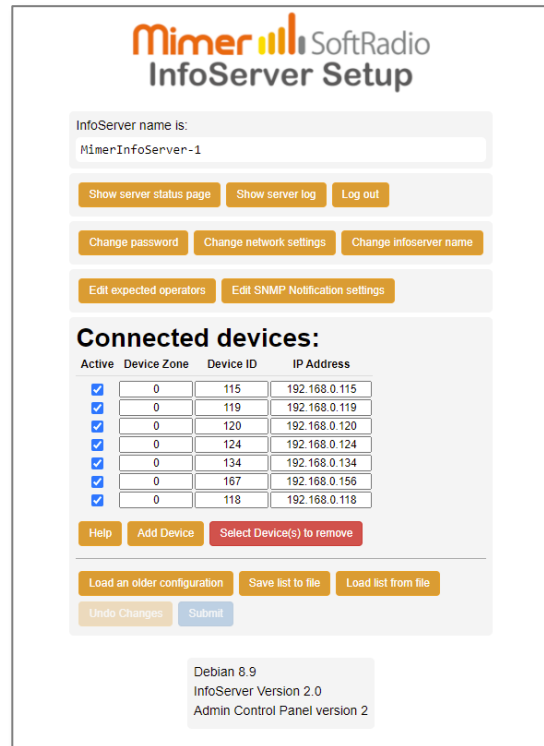 Mimer SoftRadio
InfoServer Setup
InfoServer name is:
MimerInfoServer-1
Show server status page Show server log Log out
Change password Change network settings Change infoserver name
Edit expected operators Edit SNMP Notification settings
Connected devices:
Active Device Zone Device ID IP Address
0 115 192.168.0.115
0 119 192.168.0.119
0 120 192.168.0.120
0 124 192.168.0.124
0 134 192.168.0.134
0 167 192.168.0.156
0 118 192.168.0.118
Help Add Device Select Device(s) to remove
Load an older configuration Save list to file Load list from file
Undo Changes Submit
Debian 8.9
InfoServer Version 2.0
Admin Control Panel version 2